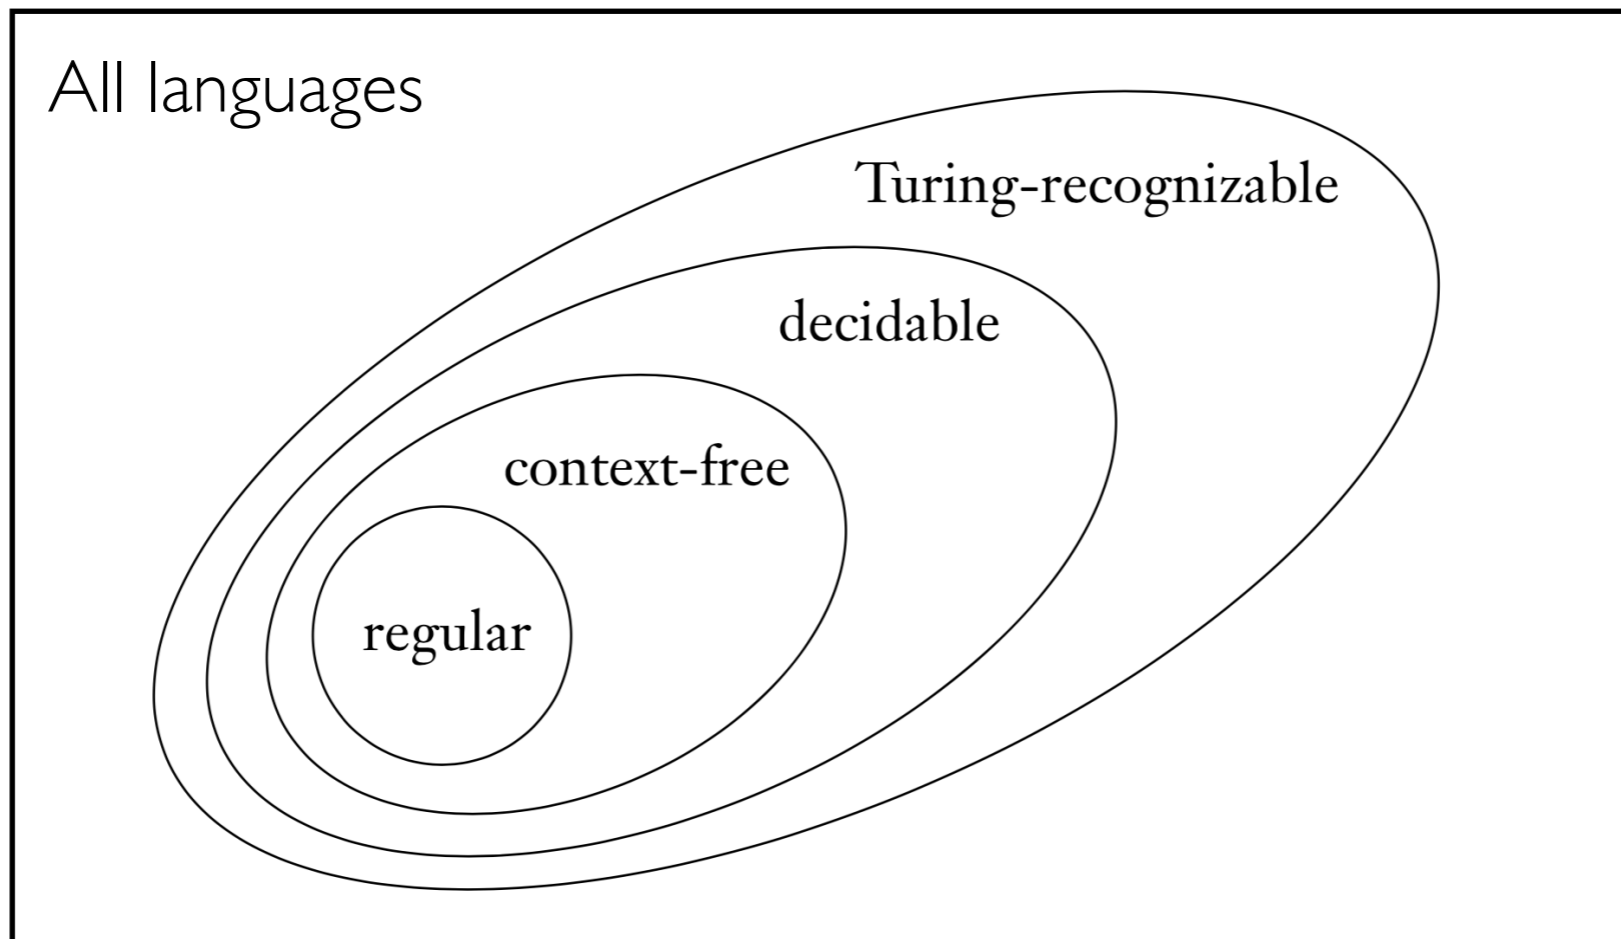 All languages
Turing-recognizable
decidable
context-free
regular